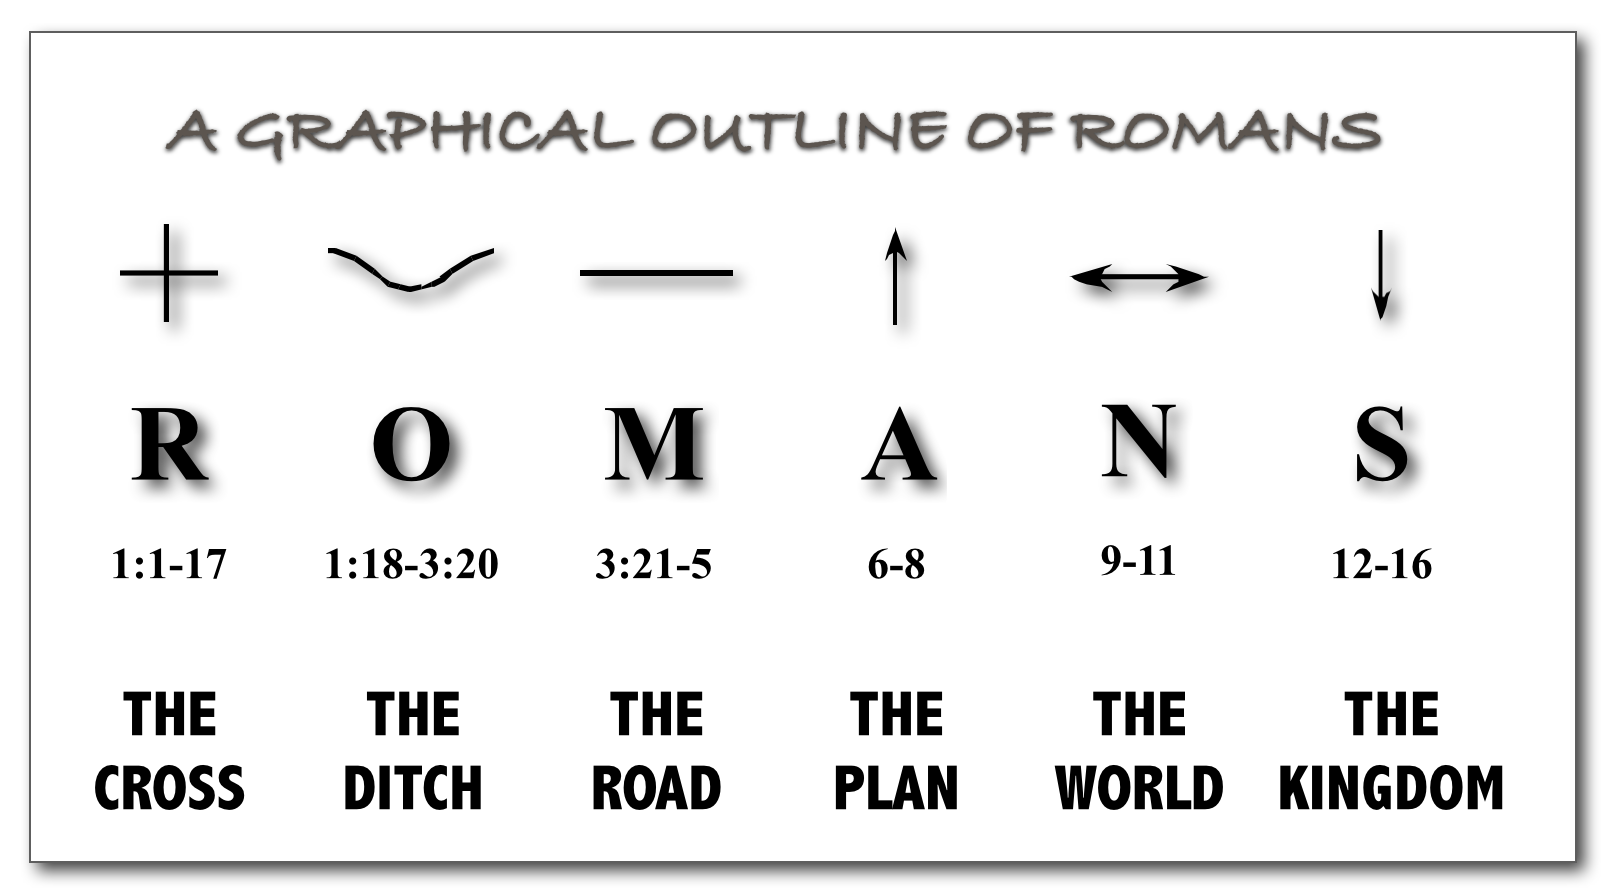 A GRAPHICAL OUTLINE OF ROMANS
R O M A N S
1:1-17 1:18-3:20 3:21-5 6-8 9-11 12-16
THE THE THE THE THE THE
CROSS DITCH ROAD PLAN WORLD KINGDOM